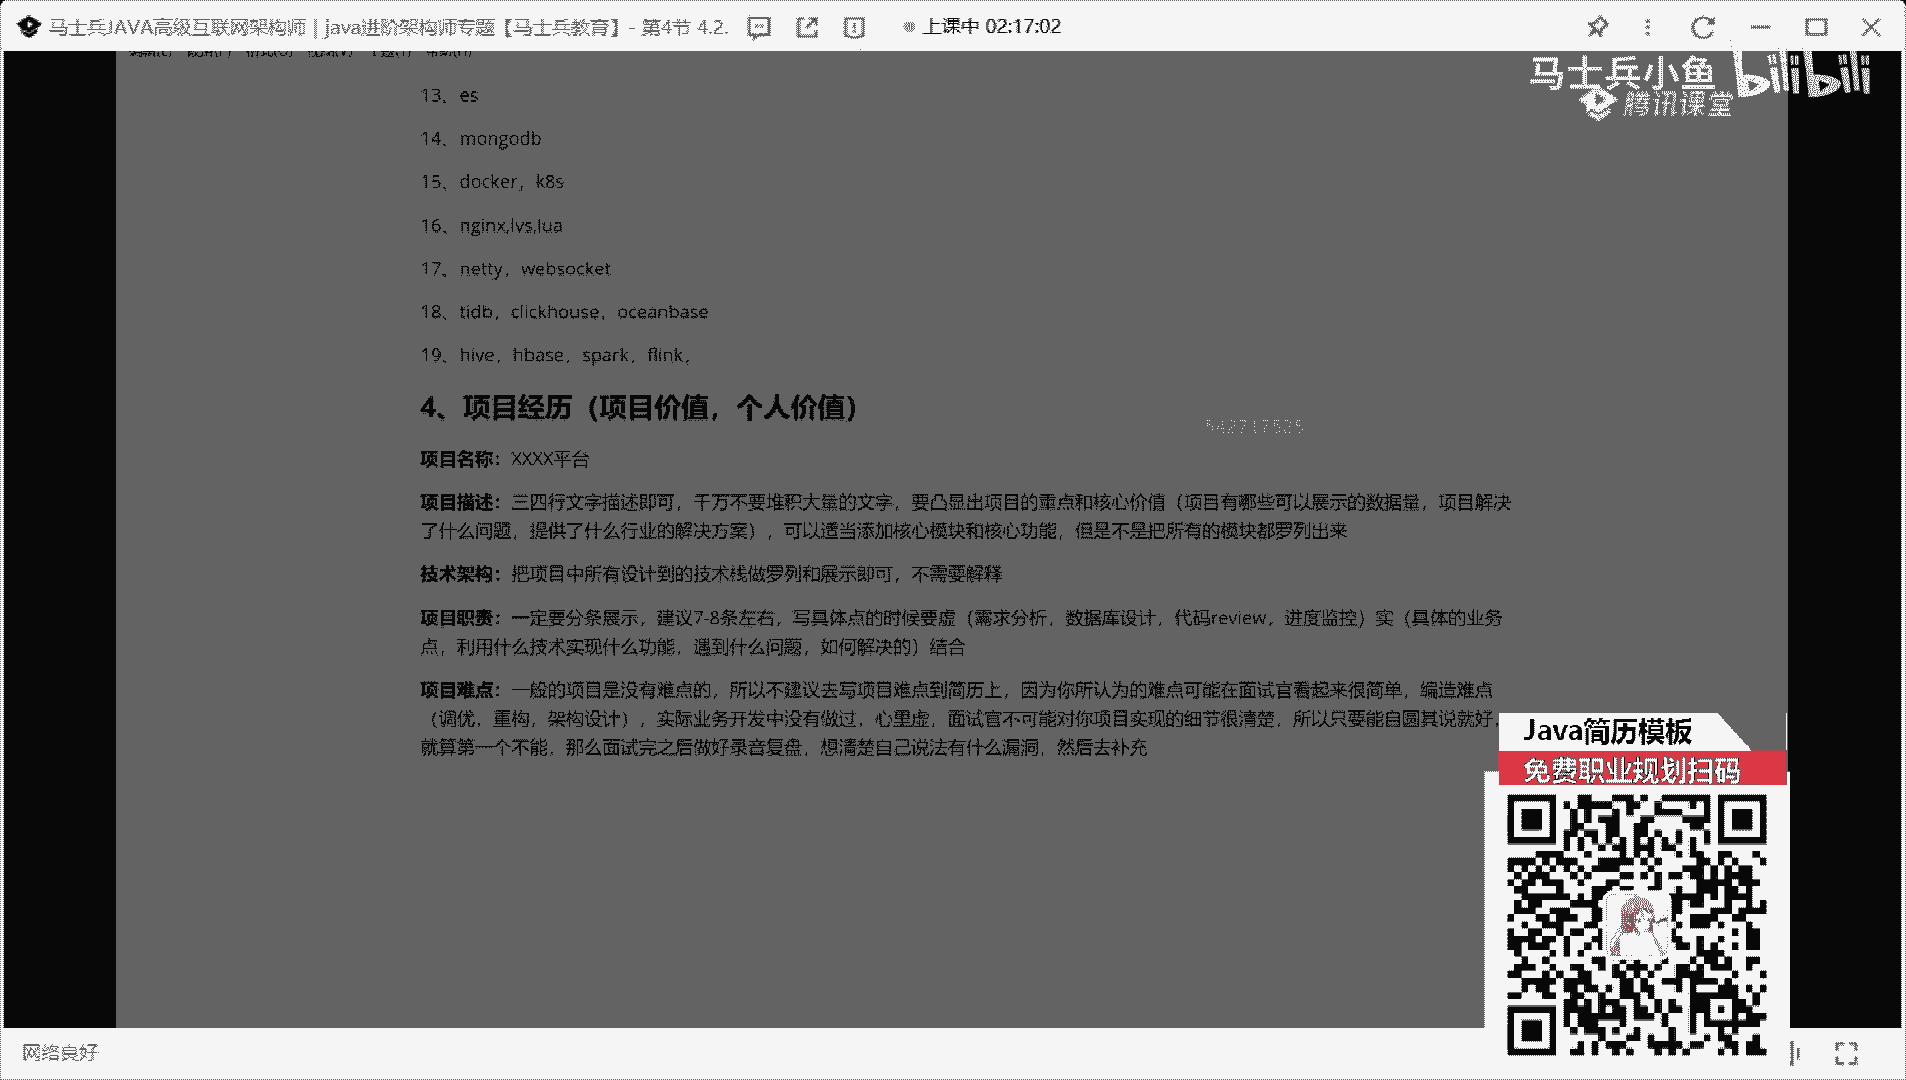 马士兵JAVA高级互联网架构师｜java进阶架构师专题【马士兵教育】- 第4节 4.2.
上课中 02:17:02
马士兵小鱼 bilibili
腾讯课堂
13、es
14、mongodb
15、docker，k8s
16、nginx,lvs,lua
17、netty，websocket
18、tidb，clickhouse，oceanbase
19、hive，hbase，spark，flink，
4、项目经历（项目价值，个人价值）
项目名称：XXXX平台
项目描述：三四行文字描述即可，千万不要堆积大量的文字，要凸显出项目的重点和核心价值（项目有哪些可以展示的数据量，项目解决
了什么问题，提供了什么行业的解决方案），可以适当添加核心模块和核心功能，但是不是把所有的模块都罗列出来
技术架构：把项目中所有设计到的技术栈做罗列和展示即可，不需要解释
项目职责：一定要分条展示，建议7-8条左右，写具体点的时候要虚（需求分析，数据库设计，代码review，进度监控）实（具体的业务
点，利用什么技术实现什么功能，遇到什么问题，如何解决的）结合
项目难点：一般的项目是没有难点的，所以不建议去写项目难点到简历上，因为你所认为的难点可能在面试官看起来很简单，编造难点
（调优，重构，架构设计），实际业务开发中没有做过，心里虚，面试官不可能对你项目实现的细节很清楚，所以只要能自圆其说就好，
就算第一个不能，那么面试完之后做好录音复盘，想清楚自己说法有什么漏洞，然后去补充
Java简历模板
免费职业规划扫码
网络良好